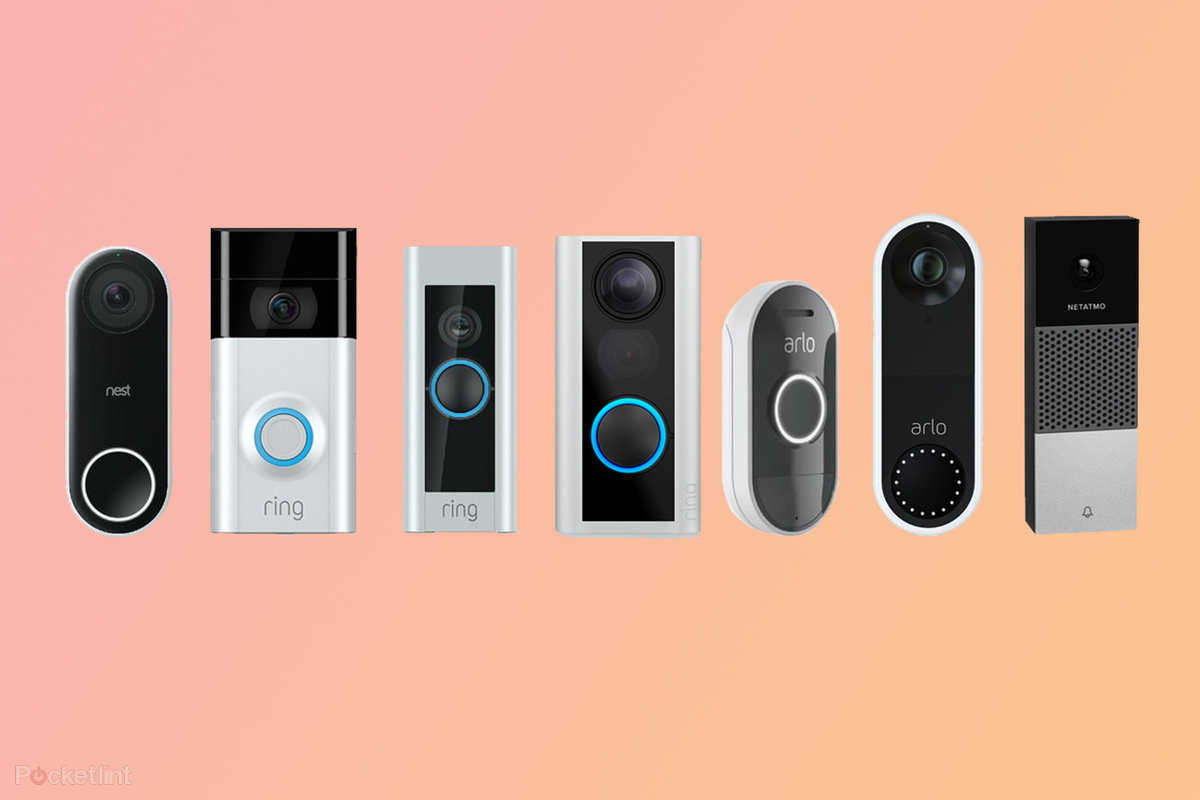 nest
ring
ring
ring
arlo
arlo
NETATMO
Pocketlint